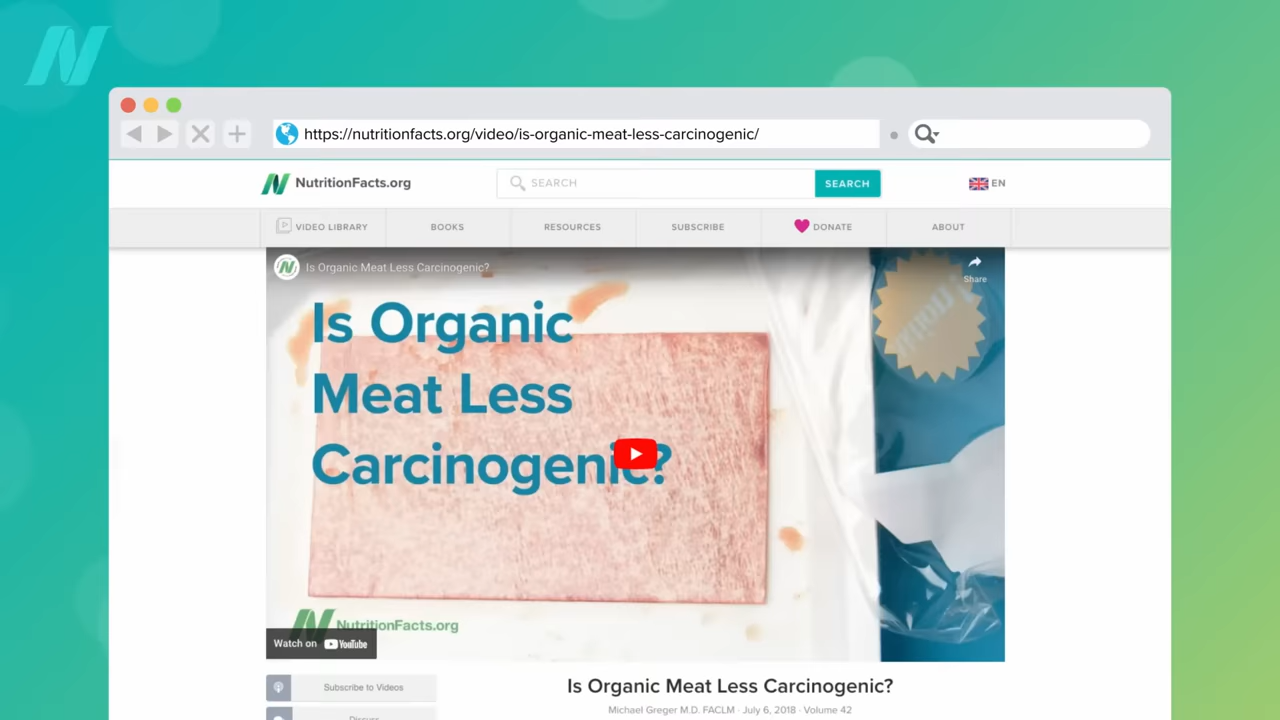 https://nutritionfacts.org/video/is-organic-meat-less-carcinogenic/
NutritionFacts.org
SEARCH
SEARCH
EN
VIDEO LIBRARY
BOOKS
RESOURCES
SUBSCRIBE
DONATE
ABOUT
Is Organic Meat Less Carcinogenic?
Share
Is Organic
Meat Less
Carcinogenic?
NutritionFacts.org
Watch on YouTube
Subscribe to Videos
Is Organic Meat Less Carcinogenic?
Discuss
Michael Greger M.D. FACLM · July 6, 2018 · Volume 42